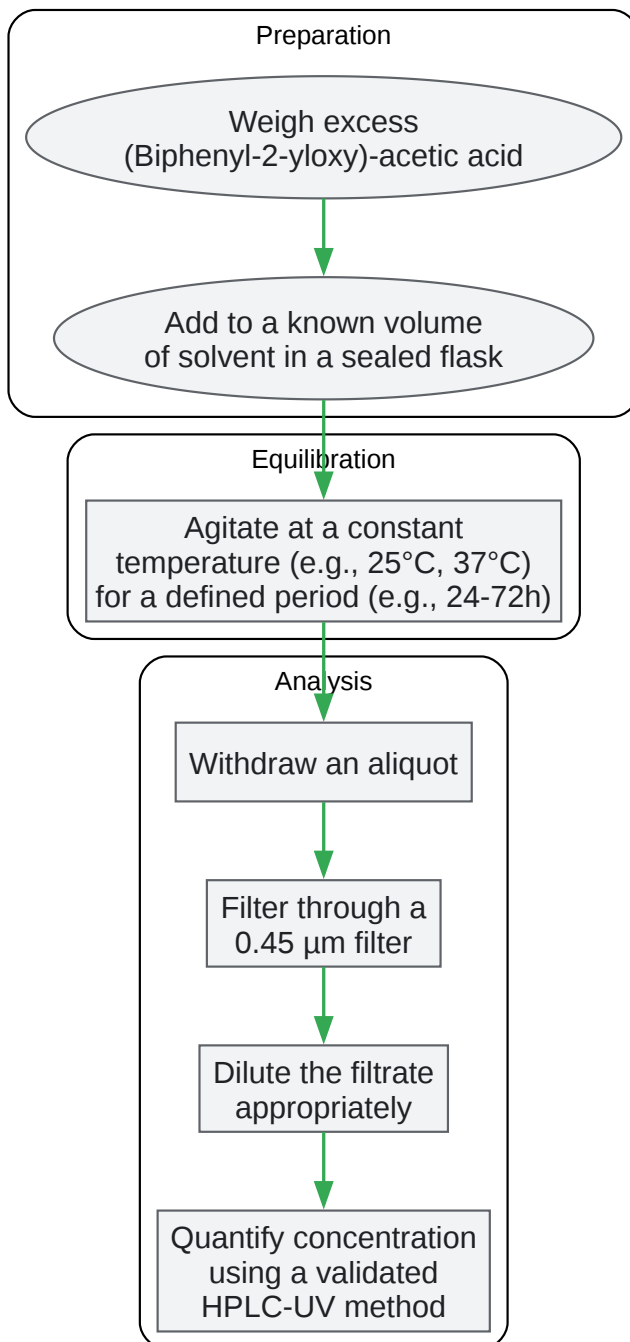 Preparation
Weigh excess
(Biphenyl-2-yloxy)-acetic acid
Add to a known volume
of solvent in a sealed flask
Equilibration
Agitate at a constant
temperature (e.g., 25°C, 37°C)
for a defined period (e.g., 24-72h)
Analysis
Withdraw an aliquot
Filter through a
0.45 µm filter
Dilute the filtrate
appropriately
Quantify concentration
using a validated
HPLC-UV method